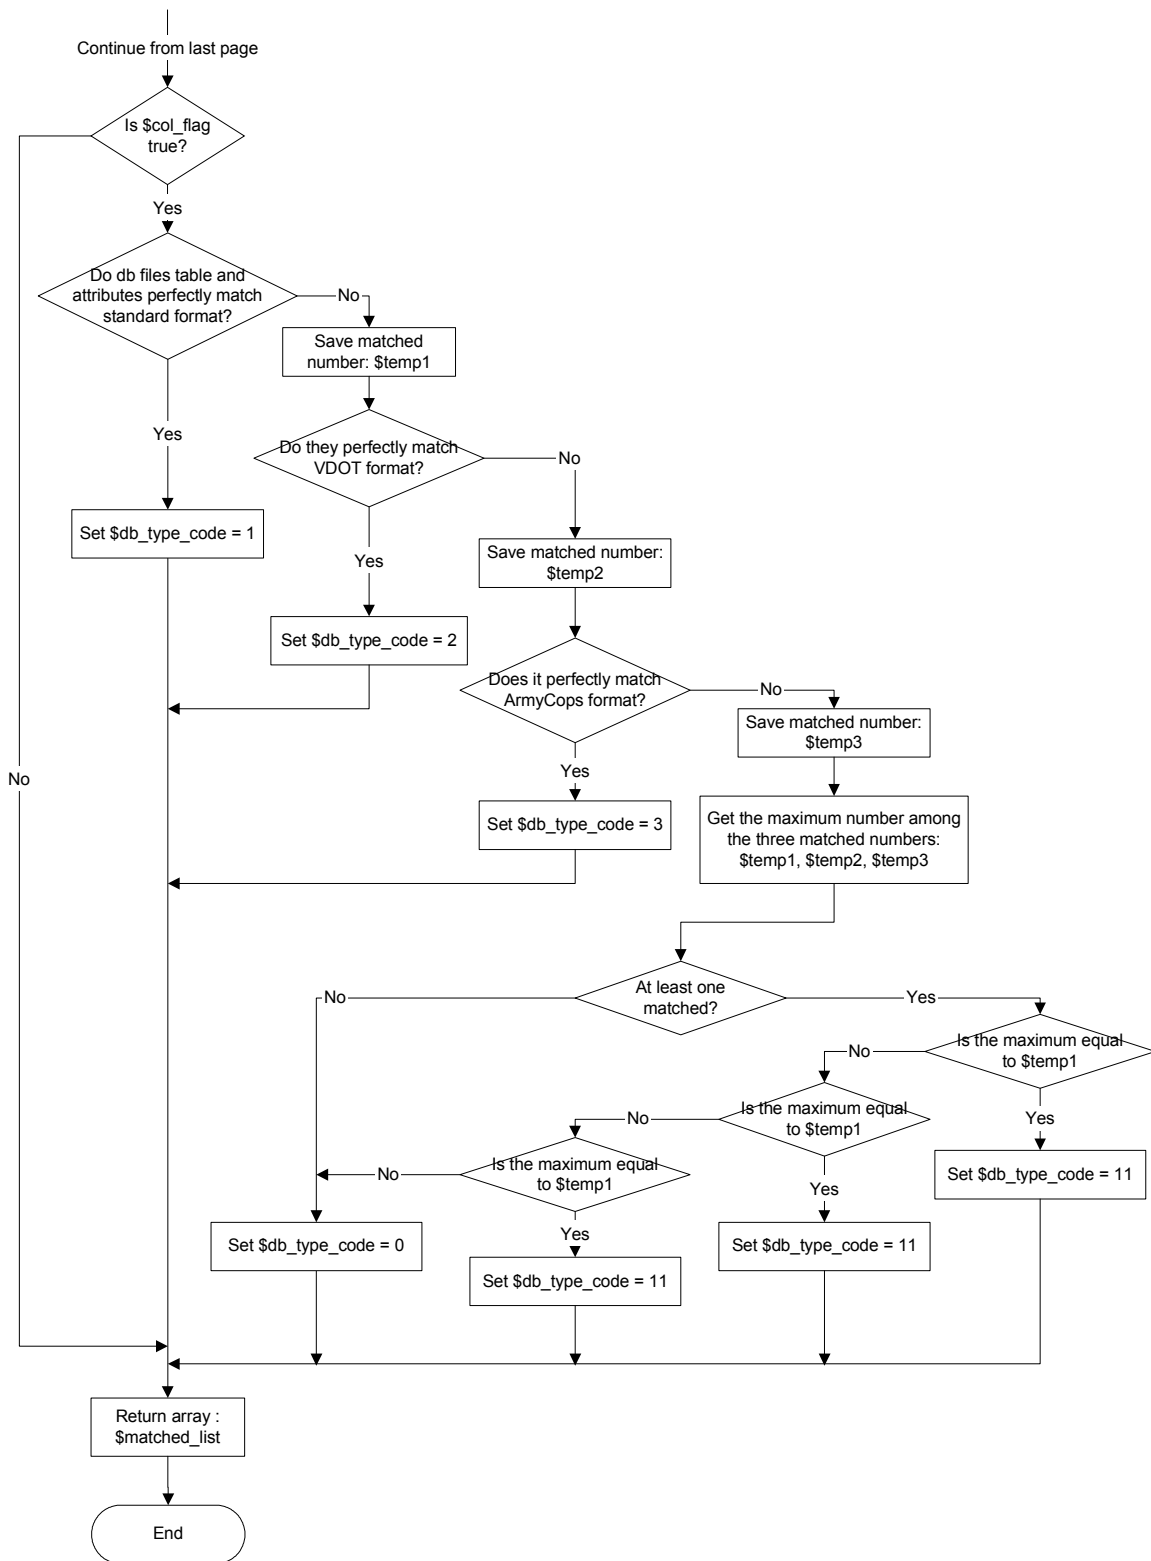 Continue from last page
Is $col_flag
true?
Yes
Do db files table and
attributes perfectly match
standard format?
No
Save matched
number: $temp1
Yes
Do they perfectly match
VDOT format?
No
Set $db_type_code = 1
Save matched number:
$temp2
Yes
Set $db_type_code = 2
Does it perfectly match
ArmyCops format?
No
Save matched number:
$temp3
No
Yes
Set $db_type_code = 3
Get the maximum number among
the three matched numbers:
$temp1, $temp2, $temp3
At least one
matched?
No
Yes
Is the maximum equal
to $temp1
No
Is the maximum equal
to $temp1
Yes
No
Is the maximum equal
to $temp1
No
Set $db_type_code = 11
Yes
Yes
Set $db_type_code = 0
Set $db_type_code = 11
Set $db_type_code = 11
Return array :
$matched_list
End